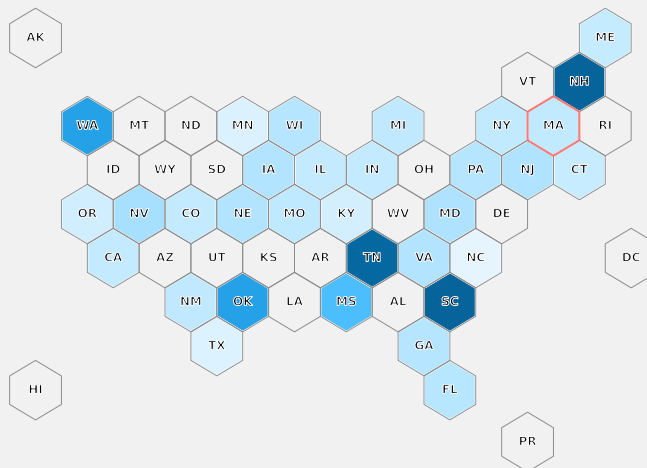 AK ME
VT NH
WA MT ND MN WI MI NY MA RI
ID WY SD IA IL IN OH PA NJ CT
OR NV CO NE MO KY WV MD DE
CA AZ UT KS AR TN VA NC DC
NM OK LA MS AL SC
TX GA
HI FL
PR